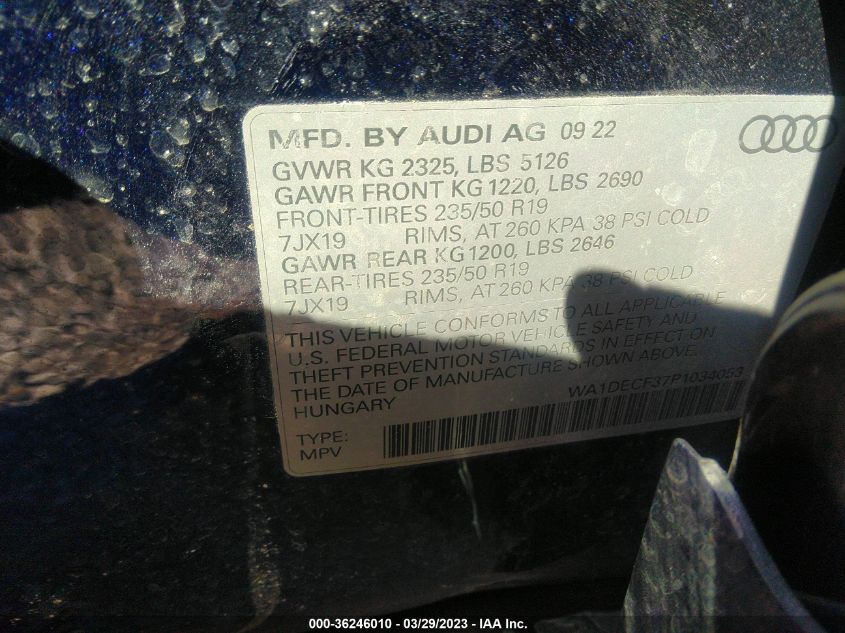 MFD. BY AUDI AG 09 22
GVWR KG 2325, LBS 5126
GAWR FRONT KG 1220, LBS 2690
FRONT-TIRES 235/50 R19
7JX19 RIMS, AT 260 KPA 38 PSI COLD
GAWR REAR KG 1200, LBS 2646
REAR-TIRES 235/50 R19
7JX19 RIMS, AT 260 KPA 38 PSI COLD
THIS VEHICLE CONFORMS TO ALL APPLICABLE
U.S. FEDERAL MOTOR VEHICLE SAFETY AND
THEFT PREVENTION STANDARDS IN EFFECT ON
THE DATE OF MANUFACTURE SHOWN ABOVE.
HUNGARY WA1DECF37P1034053
TYPE:
MPV
000-36246010 - 03/29/2023 - IAA Inc.